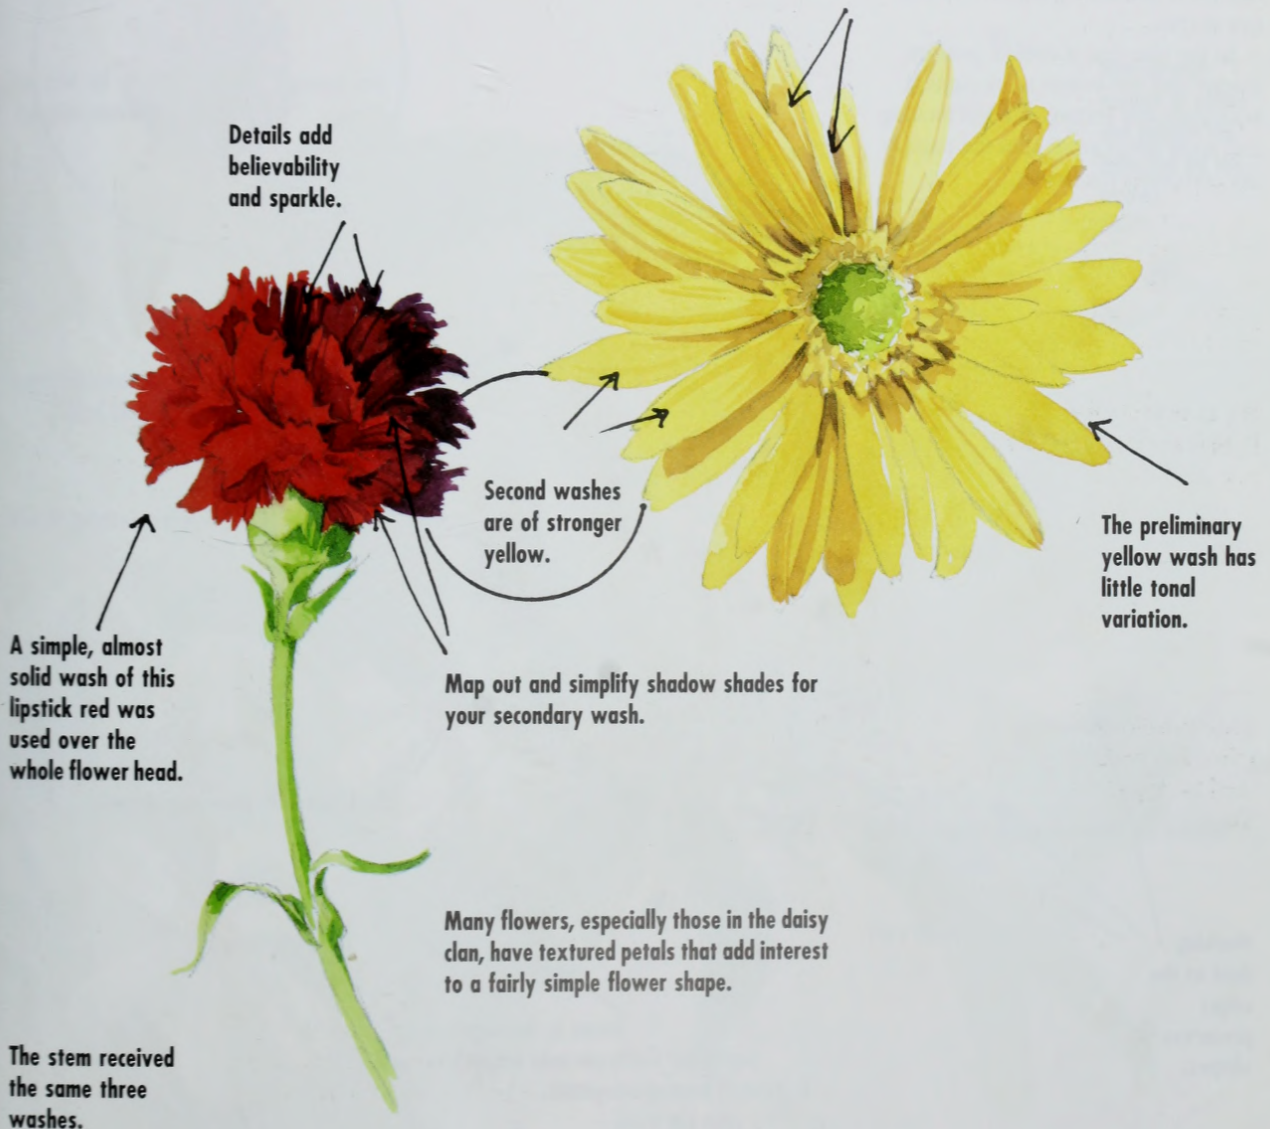 Details add
believability
and sparkle.
Second washes
are of stronger
yellow.
The preliminary
yellow wash has
little tonal
variation.
A simple, almost
solid wash of this
lipstick red was
used over the
whole flower head.
Map out and simplify shadow shades for
your secondary wash.
Many flowers, especially those in the daisy
clan, have textured petals that add interest
to a fairly simple flower shape.
The stem received
the same three
washes.